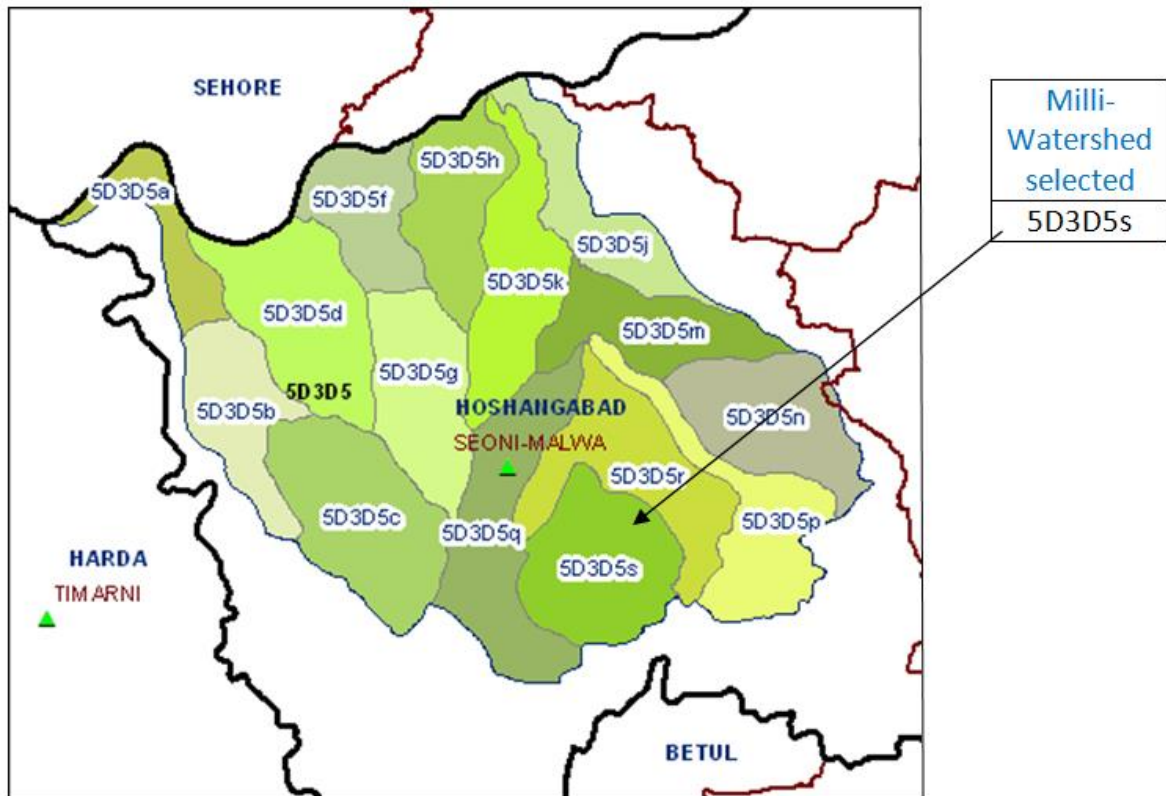 SEHORE
5D3D5h
5D3D5a
5D3D5f
5D3D5j
5D3D5k
5D3D5d
5D3D5m
5D3D5g
5D3D5
5D3D5b
HOSHANGABAD
5D3D5n
SEONI-MALWA
5D3D5r
5D3D5c
5D3D5q
5D3D5p
HARDA
5D3D5s
TIMARNI
BETUL
Milli-
Watershed
selected
5D3D5s